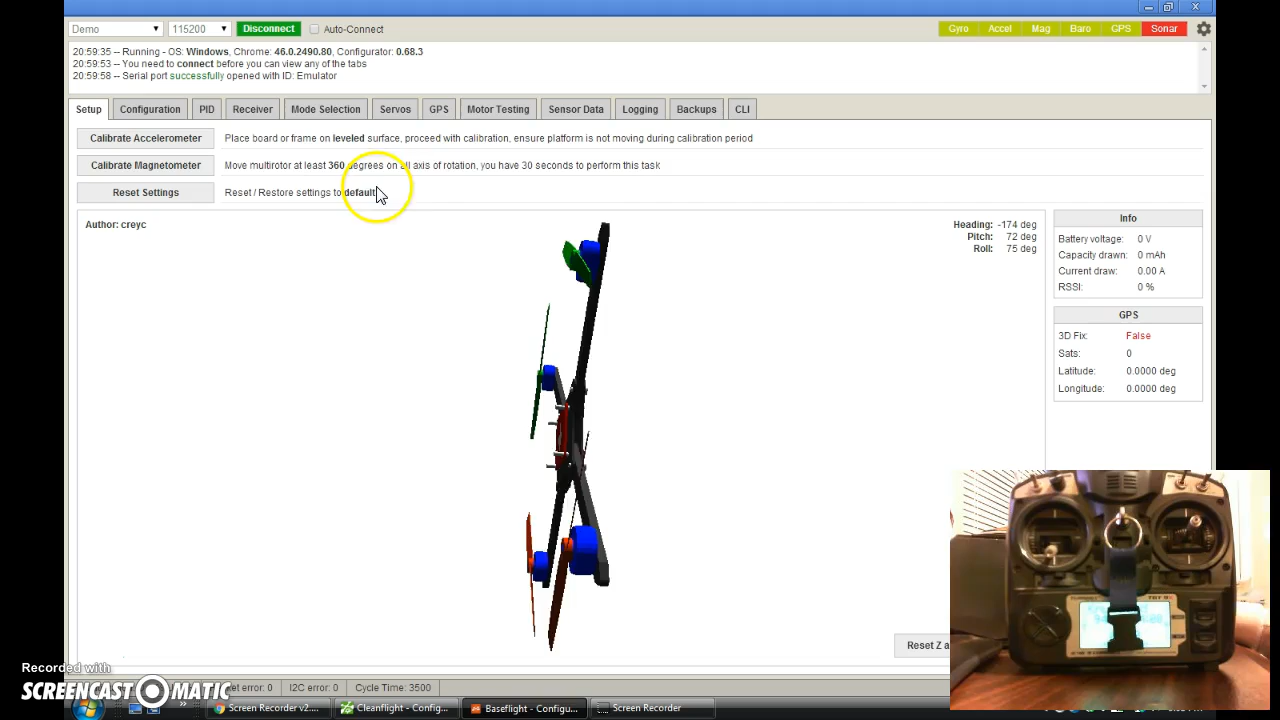 Demo 115200 Disconnect Auto-Connect Gyro Accel Mag Baro GPS Sonar
20:59:35 -- Running - OS: Windows, Chrome: 46.0.2490.80, Configurator: 0.68.3
20:59:53 -- You need to connect before you can view any of the tabs
20:59:58 -- Serial port successfully opened with ID: Emulator
Setup Configuration PID Receiver Mode Selection Servos GPS Motor Testing Sensor Data Logging Backups CLI
Calibrate Accelerometer Place board or frame on leveled surface, proceed with calibration, ensure platform is not moving during calibration period
Calibrate Magnetometer Move multirotor at least 360 degrees on all axis of rotation, you have 30 seconds to perform this task
Reset Settings Reset / Restore settings to default
Author: creyc
Heading: -174 deg
Pitch: 72 deg
Roll: 75 deg
Info
Battery voltage: 0 V
Capacity drawn: 0 mAh
Current draw: 0.00 A
RSSI: 0 %
GPS
3D Fix: False
Sats: 0
Latitude: 0.0000 deg
Longitude: 0.0000 deg
Reset Z a
Recorded with
SCREENCAST MATIC
error: 0 I2C error: 0 Cycle Time: 3500
Screen Recorder v2.... Cleanflight - Config... Baseflight - Configu... Screen Recorder